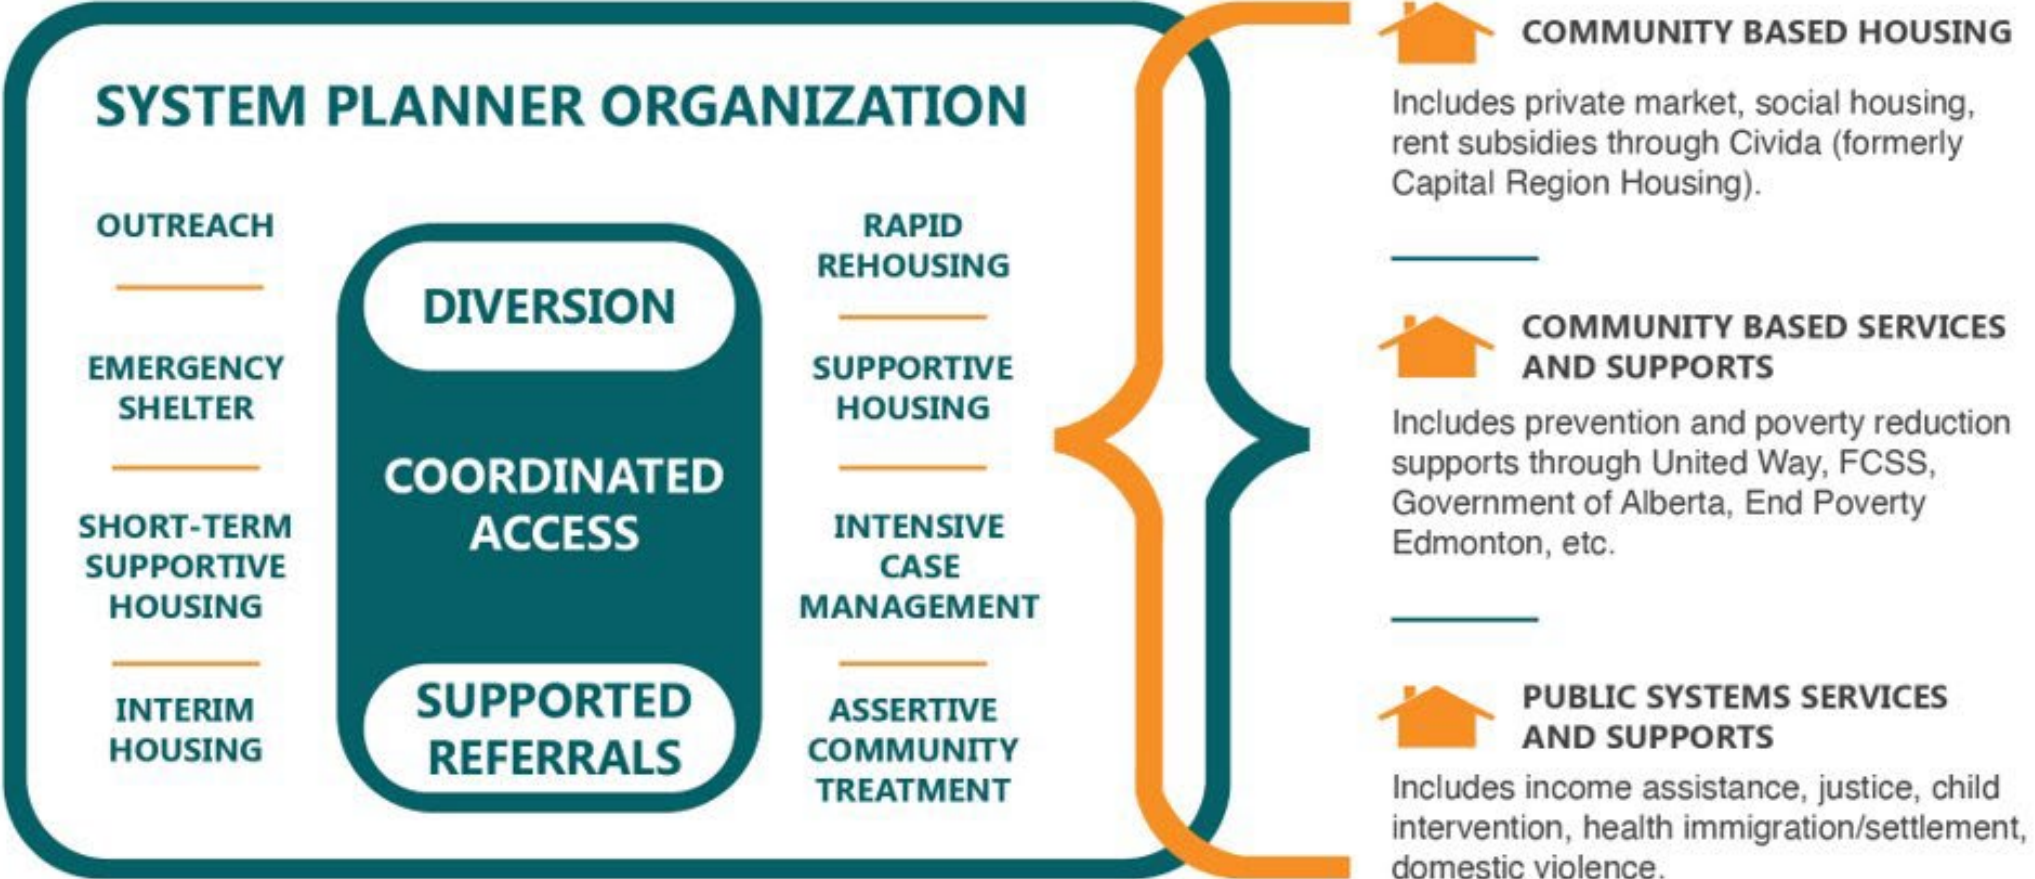 SYSTEM PLANNER ORGANIZATION
OUTREACH
EMERGENCY
SHELTER
SHORT-TERM
SUPPORTIVE
HOUSING
INTERIM
HOUSING
DIVERSION
COORDINATED
ACCESS
SUPPORTED
REFERRALS
RAPID
REHOUSING
SUPPORTIVE
HOUSING
INTENSIVE
CASE
MANAGEMENT
ASSERTIVE
COMMUNITY
TREATMENT
COMMUNITY BASED HOUSING
Includes private market, social housing,
rent subsidies through Civida (formerly
Capital Region Housing).
COMMUNITY BASED SERVICES
AND SUPPORTS
Includes prevention and poverty reduction
supports through United Way, FCSS,
Government of Alberta, End Poverty
Edmonton, etc.
PUBLIC SYSTEMS SERVICES
AND SUPPORTS
Includes income assistance, justice, child
intervention, health immigration/settlement,
domestic violence.